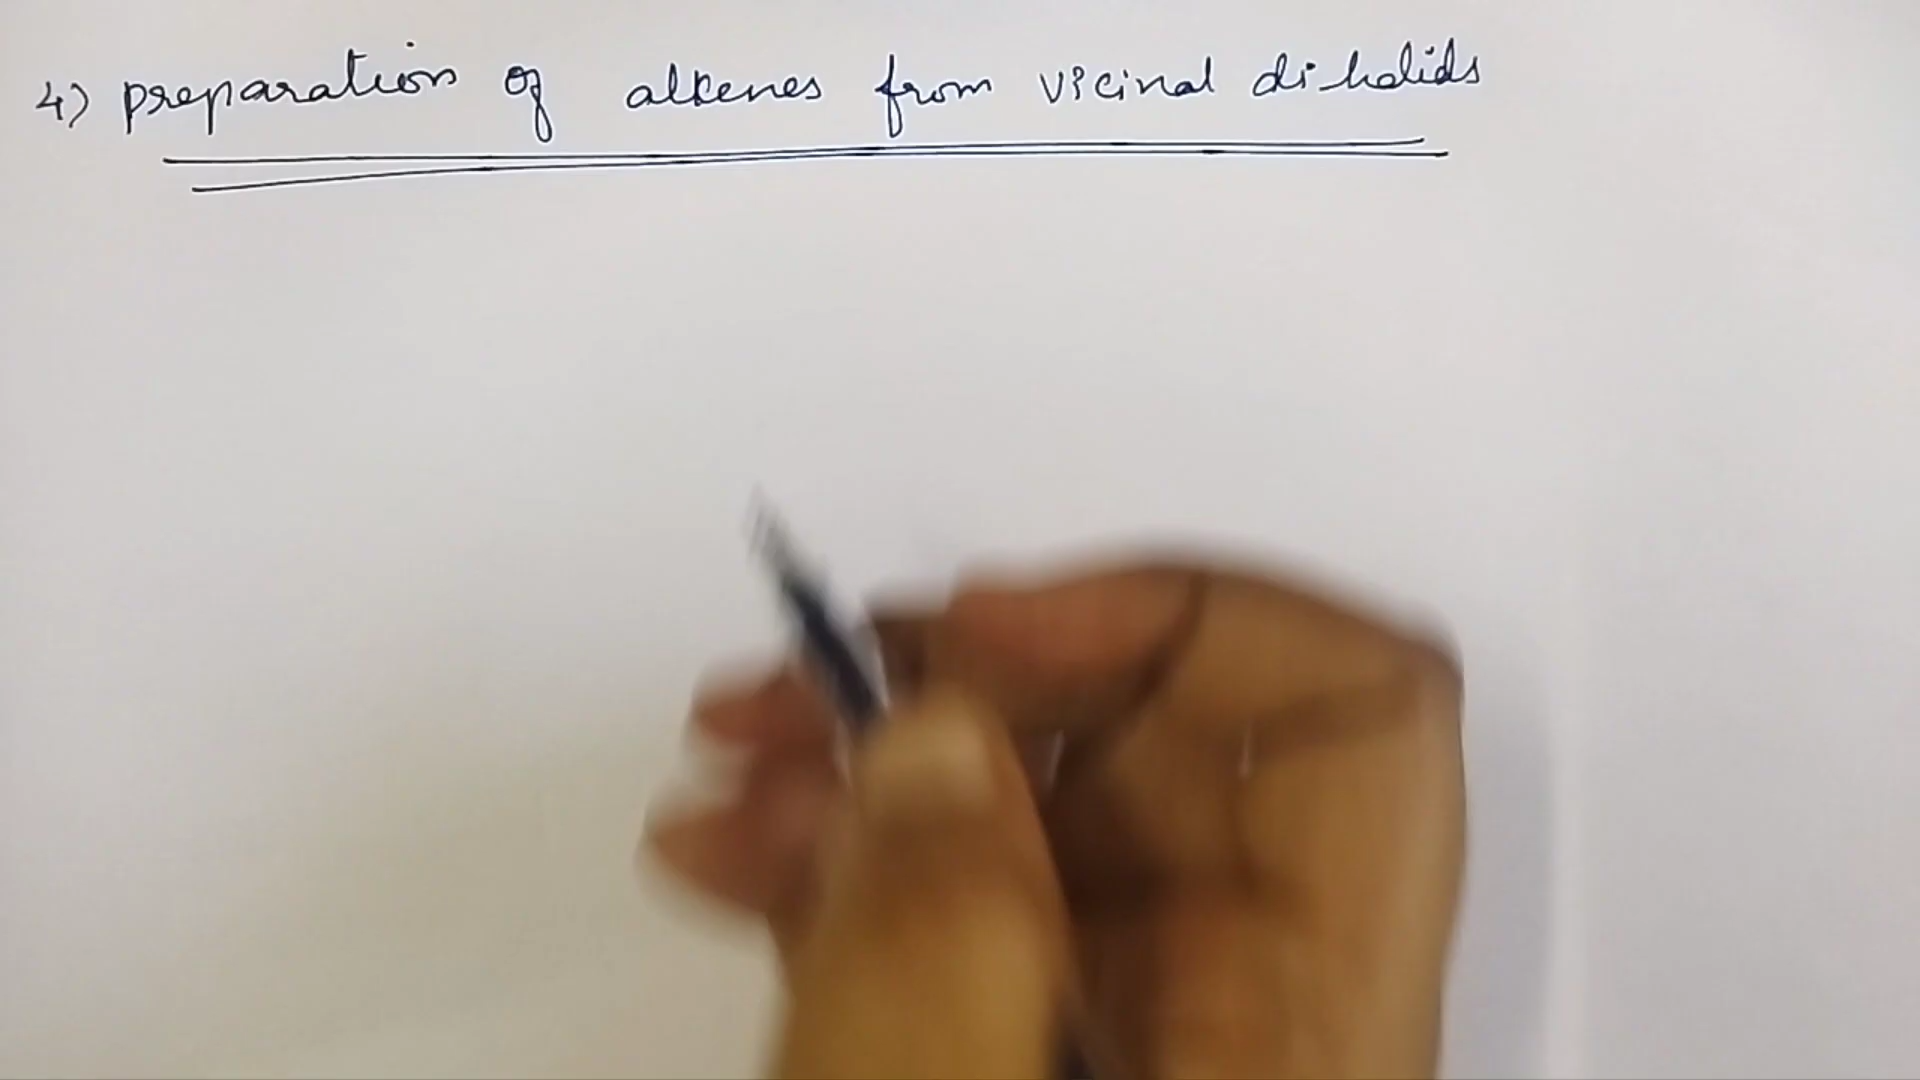 4) preparation of alkenes from vicinal dihalids